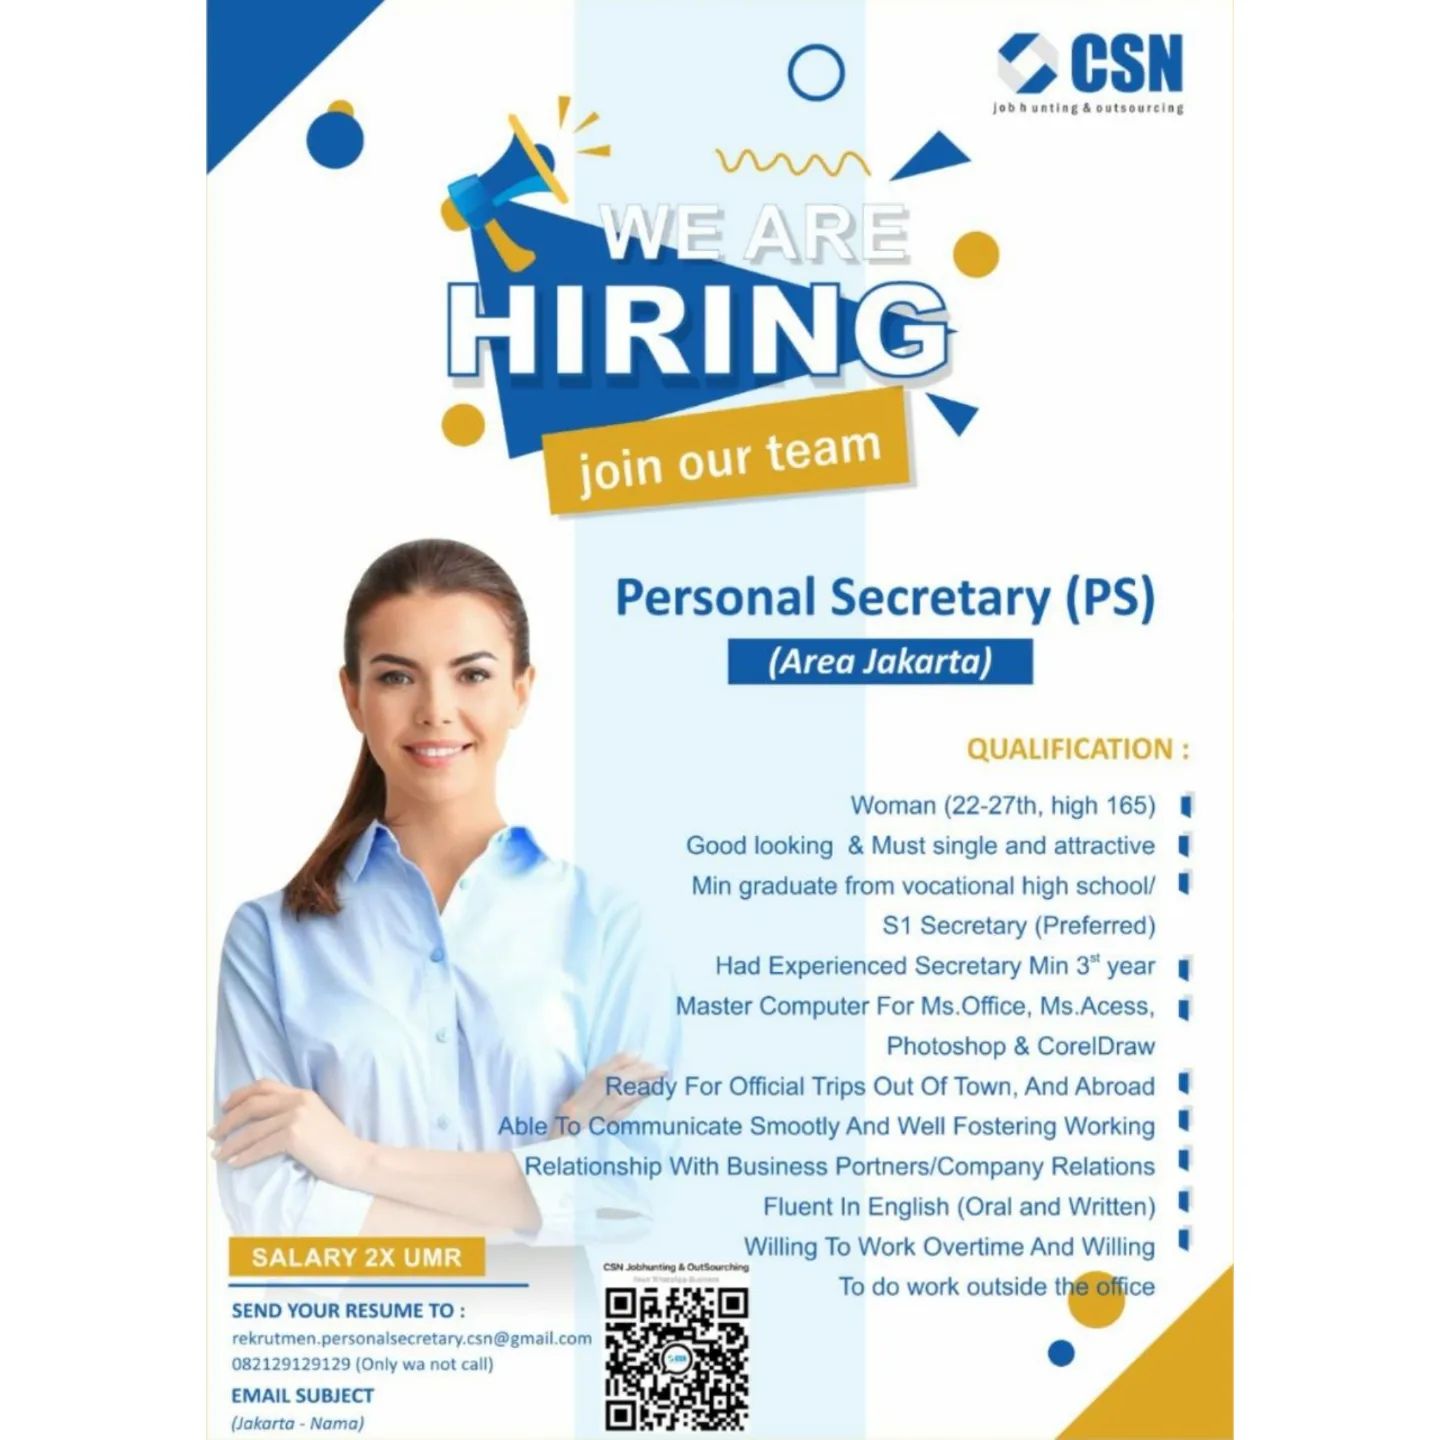 CSN
job hunting & outsourcing
WE ARE
HIRING
join our team
Personal Secretary (PS)
(Area Jakarta)
QUALIFICATION :
Woman (22-27th, high 165)
Good looking & Must single and attractive
Min graduate from vocational high school/
S1 Secretary (Preferred)
Had Experienced Secretary Min 3st year
Master Computer For Ms.Office, Ms.Acess,
Photoshop & CorelDraw
Ready For Official Trips Out Of Town, And Abroad
Able To Communicate Smootly And Well Fostering Working
Relationship With Business Portners/Company Relations
Fluent In English (Oral and Written)
Willing To Work Overtime And Willing
To do work outside the office
SALARY 2X UMR
SEND YOUR RESUME TO :
rekrutmen.personalsecretary.csn@gmail.com
082129129129 (Only wa not call)
EMAIL SUBJECT
(Jakarta - Nama)
CSN Jobhunting & OutSourching
WhatsApp Business